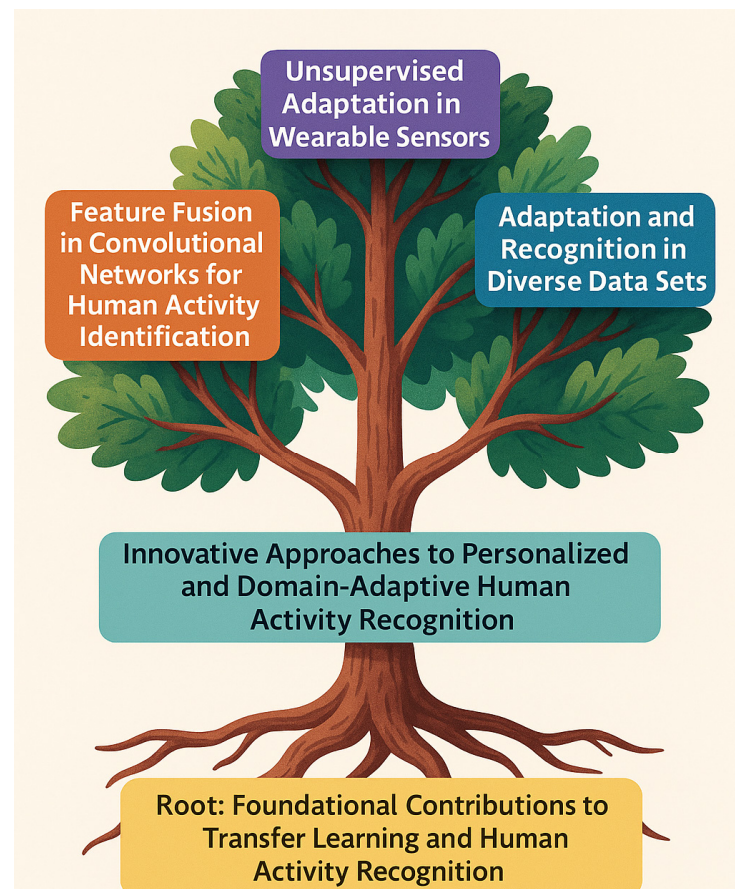 Unsupervised
Adaptation in
Wearable Sensors
Feature Fusion
in Convolutional
Networks for
Human Activity
Identification
Adaptation and
Recognition in
Diverse Data Sets
Innovative Approaches to Personalized
and Domain-Adaptive Human
Activity Recognition
Root: Foundational Contributions to
Transfer Learning and Human
Activity Recognition